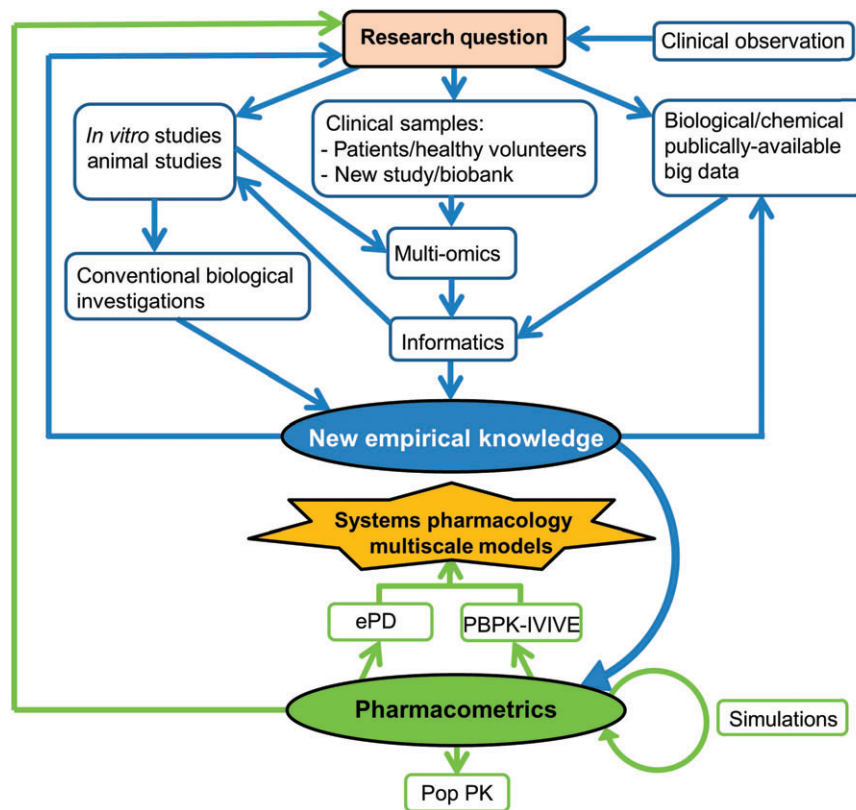 Research question
Clinical observation
In vitro studies
animal studies
Clinical samples:
- Patients/healthy volunteers
- New study/biobank
Biological/chemical
publically-available
big data
Multi-omics
Conventional biological
investigations
Informatics
New empirical knowledge
Systems pharmacology
multiscale models
ePD
PBPK-IVIVE
Pharmacometrics
Simulations
Pop PK